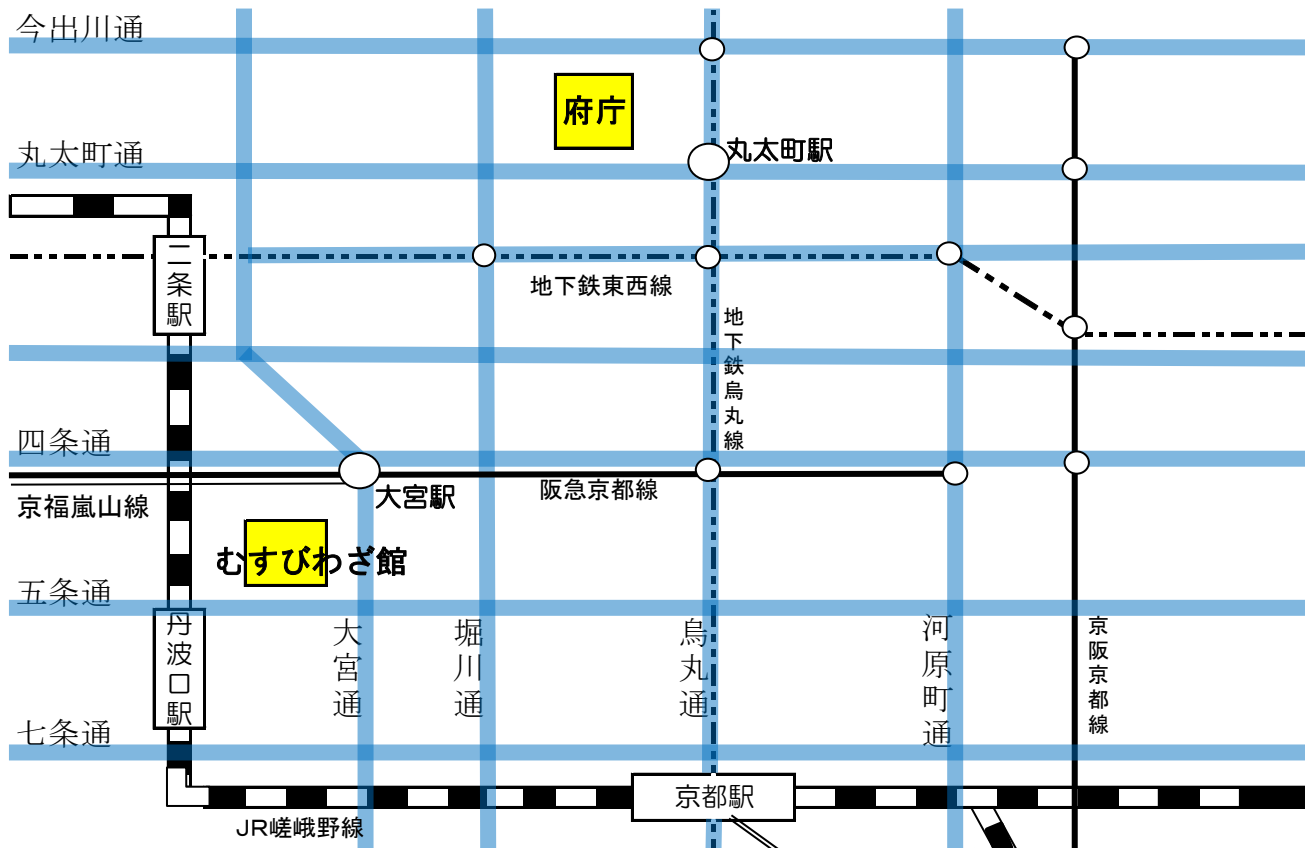 今出川通
府庁
丸太町通
丸太町駅
二条駅
地下鉄東西線
地下鉄烏丸線
四条通
京福嵐山線
大宮駅
阪急京都線
むすびわざ館
五条通
丹波口駅
大宮通
堀川通
烏丸通
河原町通
京阪京都線
七条通
京都駅
JR嵯峨野線